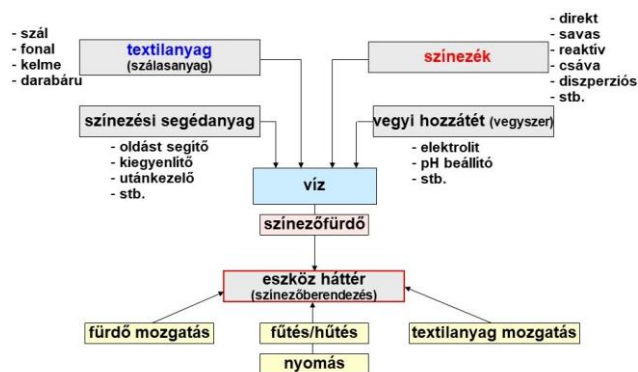 - szál
- fonal
- kelme
- darabáru
textilanyag
(szálasanyag)
színezék
- direkt
- savas
- reaktív
- csáva
- diszperziós
- stb.
színezési segédanyag
- oldást segítő
- kiegyenlítő
- utánkezelő
- stb.
vegyi hozzátét (vegyszer)
- elektrolit
- pH beállító
- stb.
víz
színezőfürdő
eszköz háttér
(színezőberendezés)
fürdő mozgatás
fűtés/hűtés
textilanyag mozgatás
nyomás